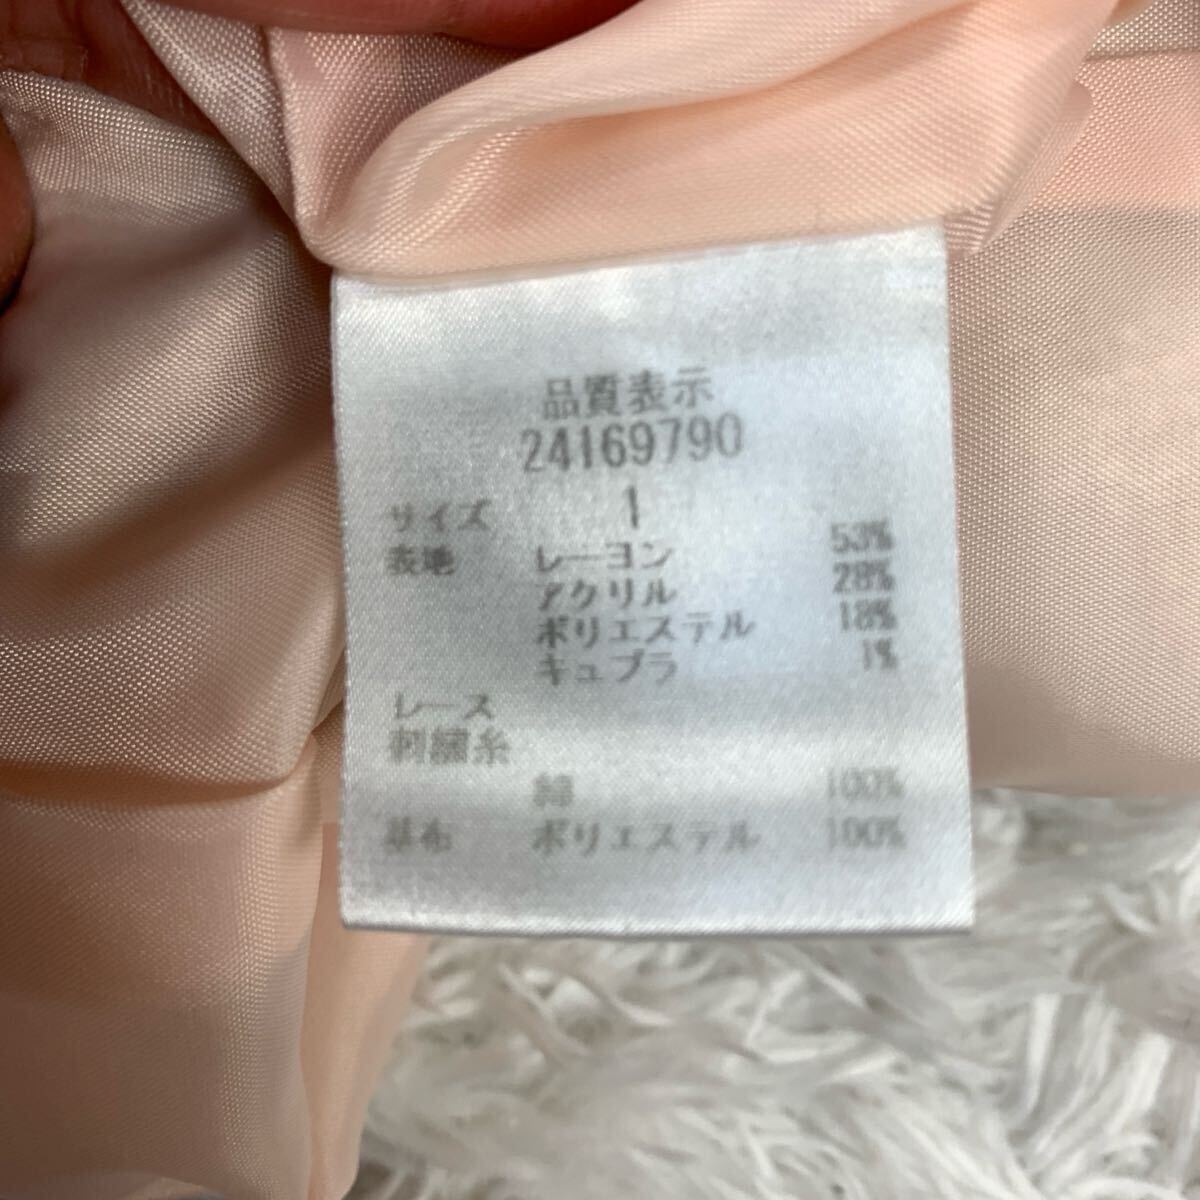 品質表示
24169790
サイズ 1
表地 レーヨン 53%
アクリル 28%
ポリエステル 18%
キュプラ 1%
レース
刺繍糸
綿 100%
基布 ポリエステル 100%